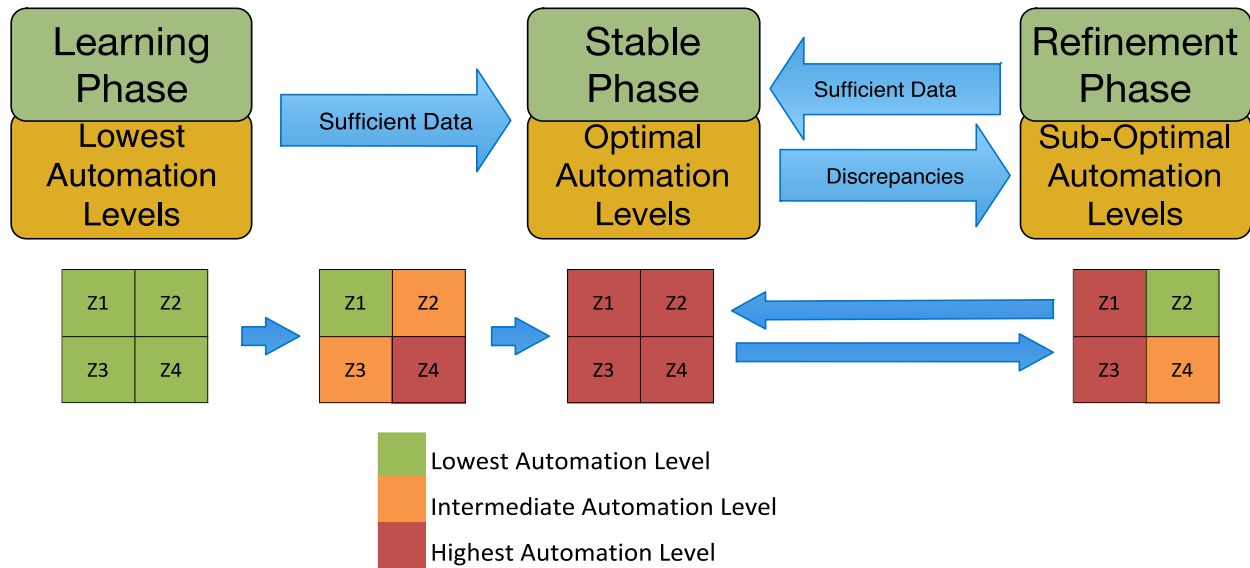 Learning
Phase
Lowest
Automation
Levels
Sufficient Data
Stable
Phase
Optimal
Automation
Levels
Sufficient Data
Discrepancies
Refinement
Phase
Sub-Optimal
Automation
Levels
Z1 Z2
Z3 Z4
Z1 Z2
Z3 Z4
Z1 Z2
Z3 Z4
Z1 Z2
Z3 Z4
Lowest Automation Level
Intermediate Automation Level
Highest Automation Level